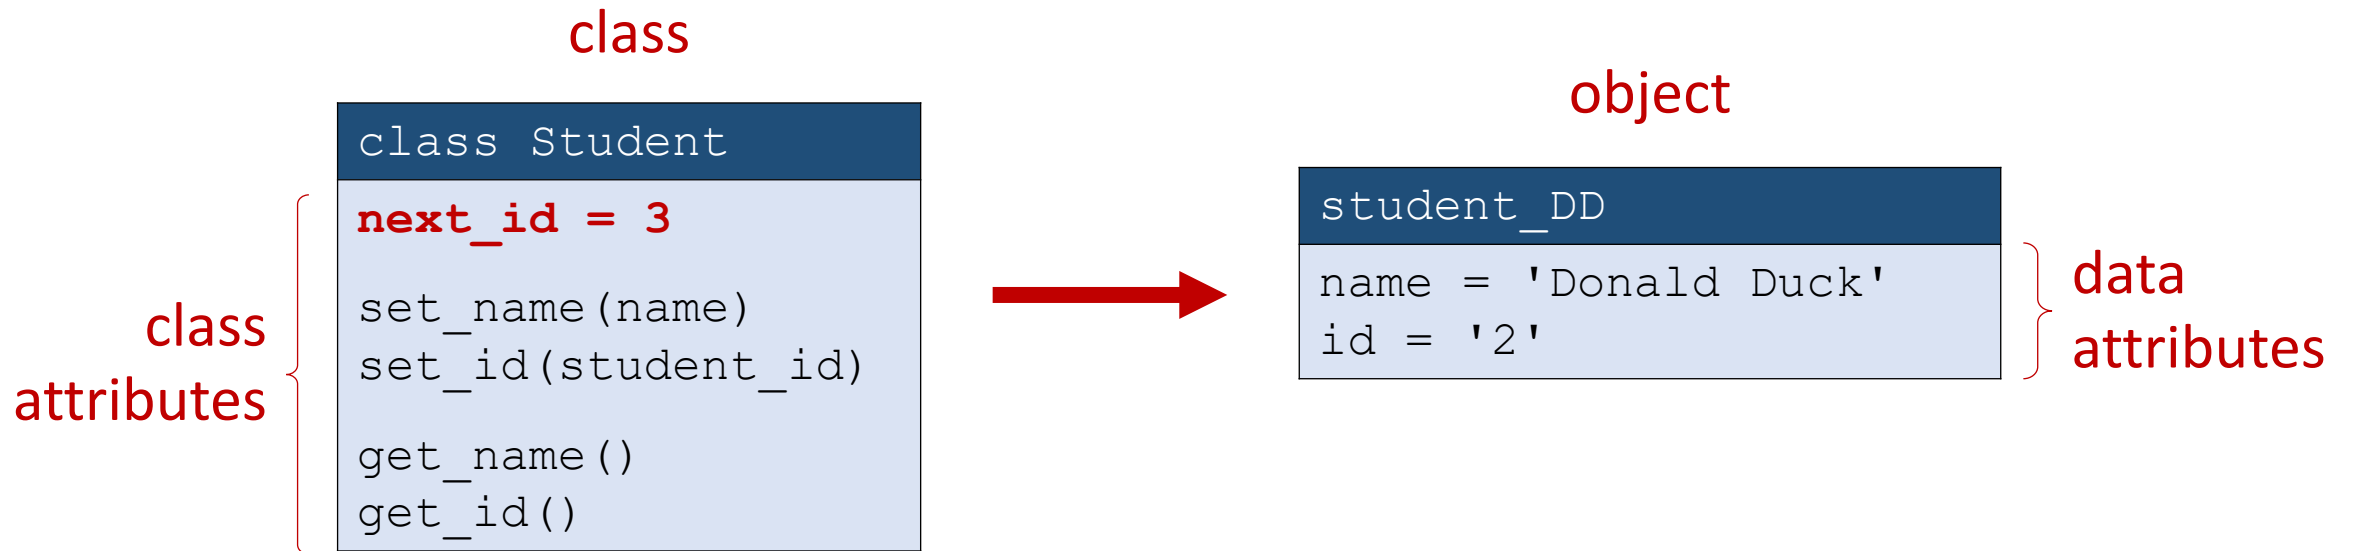 class
class Student
next_id = 3
set_name(name)
set_id(student_id)
get_name()
get_id()
class
attributes
object
student_DD
name = 'Donald Duck'
id = '2'
data
attributes